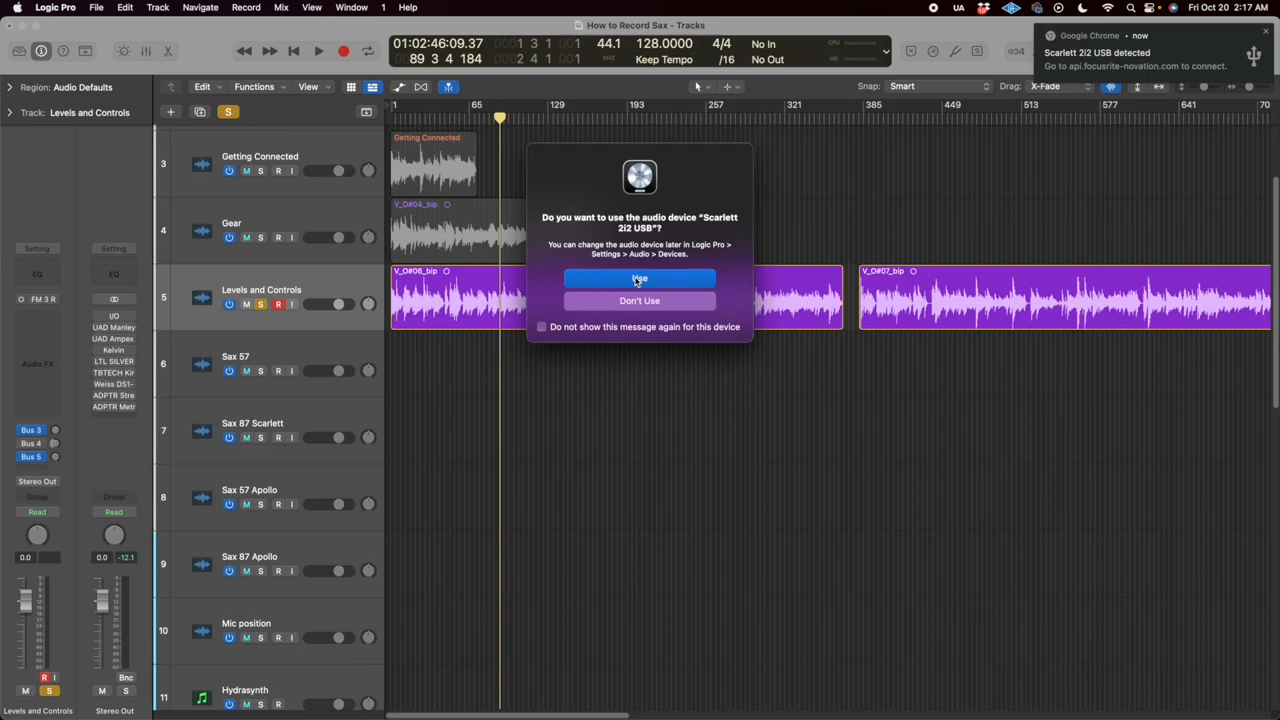 Logic Pro File Edit Track Navigate Record Mix View Window 1 Help
UA Fri Oct 20 2:17 AM
How to Record Sax - Tracks
01:02:46:09.37 0001 3 1 001 44.1 128.0000 4/4 No In CPU
89 3 4 184 0002 4 3 041 KHZ Keep Tempo /16 No Out
1234
Google Chrome • now
Scarlett 2i2 USB detected
Go to api.focusrite-novation.com to connect.
Region: Audio Defaults
Edit Functions View Snap: Smart Drag: X-Fade
Track: Levels and Controls
S
1 65 129 193 257 321 385 449 513 577 641 70
3 Getting Connected
M S R I
Getting Connected
4 Gear
M S R I
V_O#04_bip
5 Levels and Controls
M S R I
V_O#06_bip
V_O#07_bip
6 Sax 57
M S R I
7 Sax 87 Scarlett
M S R I
8 Sax 57 Apollo
M S R I
9 Sax 87 Apollo
M S R I
10 Mic position
M S R I
11 Hydrasynth
M S R
Do you want to use the audio device “Scarlett
2i2 USB”?
You can change the audio device later in Logic Pro >
Settings > Audio > Devices.
Use
Don’t Use
Do not show this message again for this device
Setting
EQ
FM 3 R
Audio FX
Bus 3
Bus 4
Bus 5
Stereo Out
Group
Read
0.0
R I
M S
Levels and Controls
Setting
EQ
I/O
UAD Manley
UAD Ampex
Kelvin
LTL SILVER
TBTECH Kir
Weiss DS1-
ADPTR Stre
ADPTR Metr
Group
Read
0.0 -12.1
Bnc
M S
Stereo Out